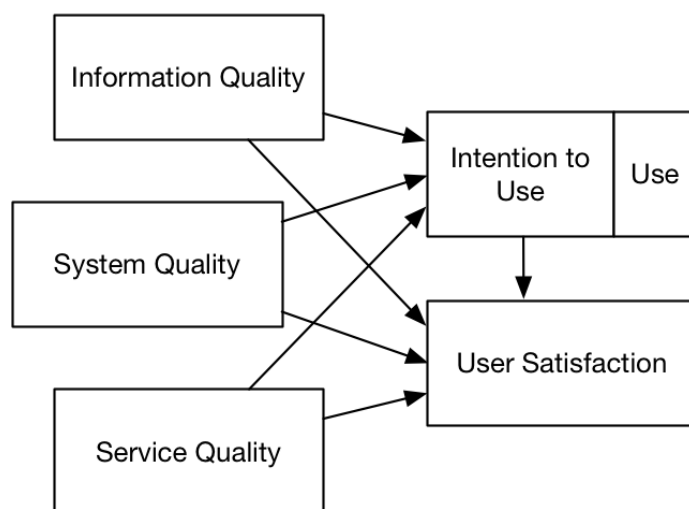 Information Quality
Intention to
Use
Use
System Quality
User Satisfaction
Service Quality